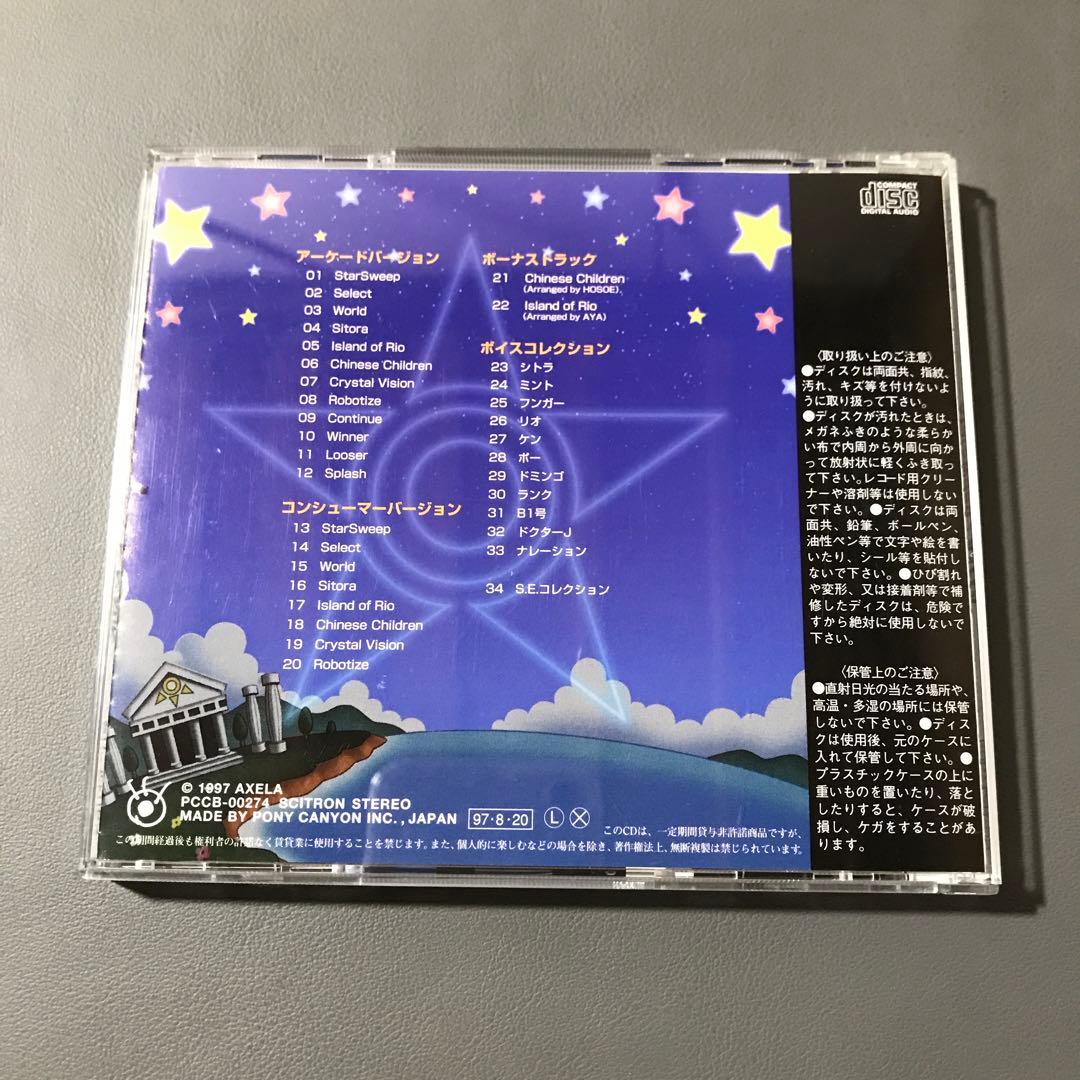 アーケードバージョン
01 StarSweep
02 Select
03 World
04 Sitora
05 Island of Rio
06 Chinese Children
07 Crystal Vision
08 Robotize
09 Continue
10 Winner
11 Looser
12 Splash
コンシューマーバージョン
13 StarSweep
14 Select
15 World
16 Sitora
17 Island of Rio
18 Chinese Children
19 Crystal Vision
20 Robotize
ボーナストラック
21 Chinese Children
(Arranged by HOSOE)
22 Island of Rio
(Arranged by AYA)
ボイスコレクション
23 シトラ
24 ミント
25 フンガー
26 リオ
27 ケン
28 ボー
29 ドミンゴ
30 ランク
31 B1号
32 ドクターJ
33 ナレーション
34 S.E.コレクション
COMPACT
disc
DIGITAL AUDIO
〈取り扱い上のご注意〉
●ディスクは両面共、指紋、
汚れ、キズ等を付けないよ
うに取り扱って下さい。
●ディスクが汚れたときは、
メガネふきのような柔らか
い布で内周から外周に向か
って放射状に軽くふき取っ
て下さい。レコード用クリー
ナーや溶剤等は使用しない
で下さい。●ディスクは両
面共、鉛筆、ボールペン、
油性ペン等で文字や絵を書
いたり、シール等を貼付し
ないで下さい。●ひび割れ
や変形、又は接着剤等で補
修したディスクは、危険で
すから絶対に使用しないで
下さい。
〈保管上のご注意〉
●直射日光の当たる場所や、
高温・多湿の場所には保管
しないで下さい。●ディス
クは使用後、元のケースに
入れて保管して下さい。●
プラスチックケースの上に
重いものを置いたり、落と
したりすると、ケースが破
損し、ケガをすることがあ
ります。
© 1997 AXELA
PCCB-00274 SCITRON STEREO
MADE BY PONY CANYON INC., JAPAN 97・8・20 L X
このCDは、一定期間貸与非許諾商品ですが、
この期間経過後も権利者の許諾なく賃貸業に使用することを禁じます。また、個人的に楽しむなどの場合を除き、著作権法上、無断複製は禁じられています。